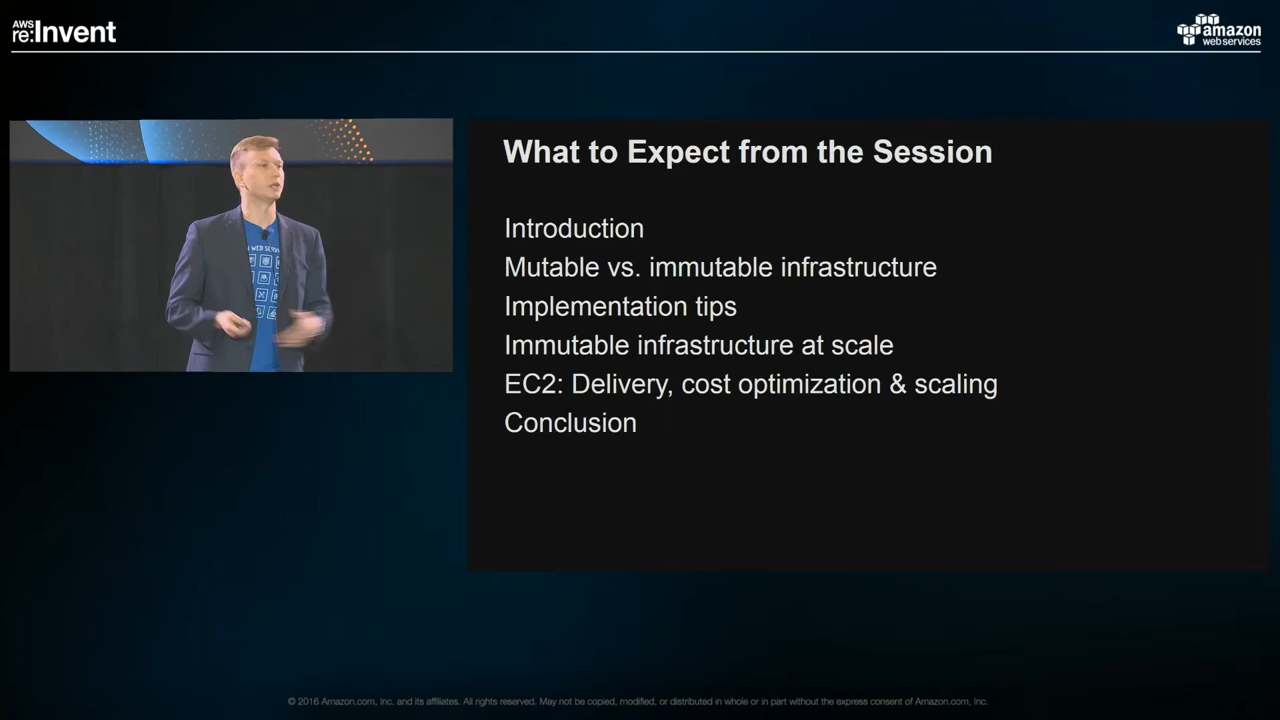 AWS
re:Invent
amazon
web services
WEB SERV
What to Expect from the Session
Introduction
Mutable vs. immutable infrastructure
Implementation tips
Immutable infrastructure at scale
EC2: Delivery, cost optimization & scaling
Conclusion
© 2016 Amazon.com, Inc. and its affiliates. All rights reserved. May not be copied, modified, or distributed in whole or in part without the express consent of Amazon.com, Inc.